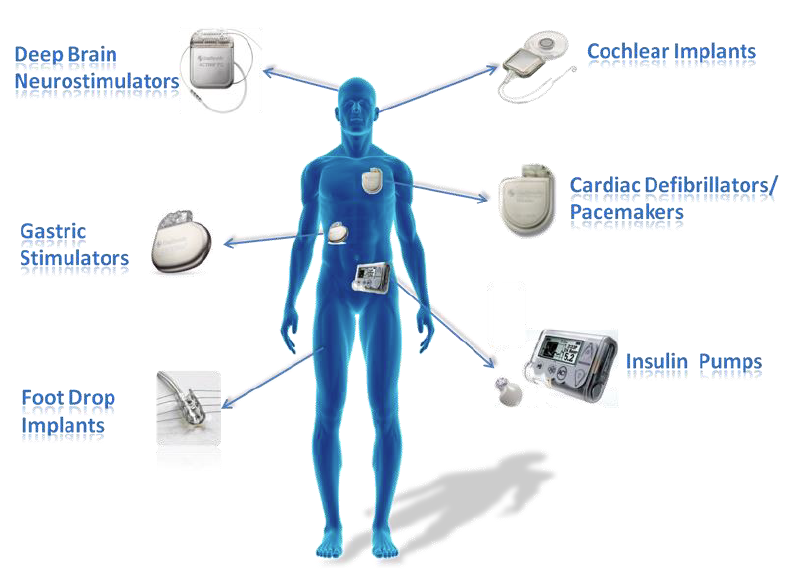 Deep Brain
Neurostimulators
Cochlear Implants
Cardiac Defibrillators/
Pacemakers
Gastric
Stimulators
Insulin Pumps
Foot Drop
Implants